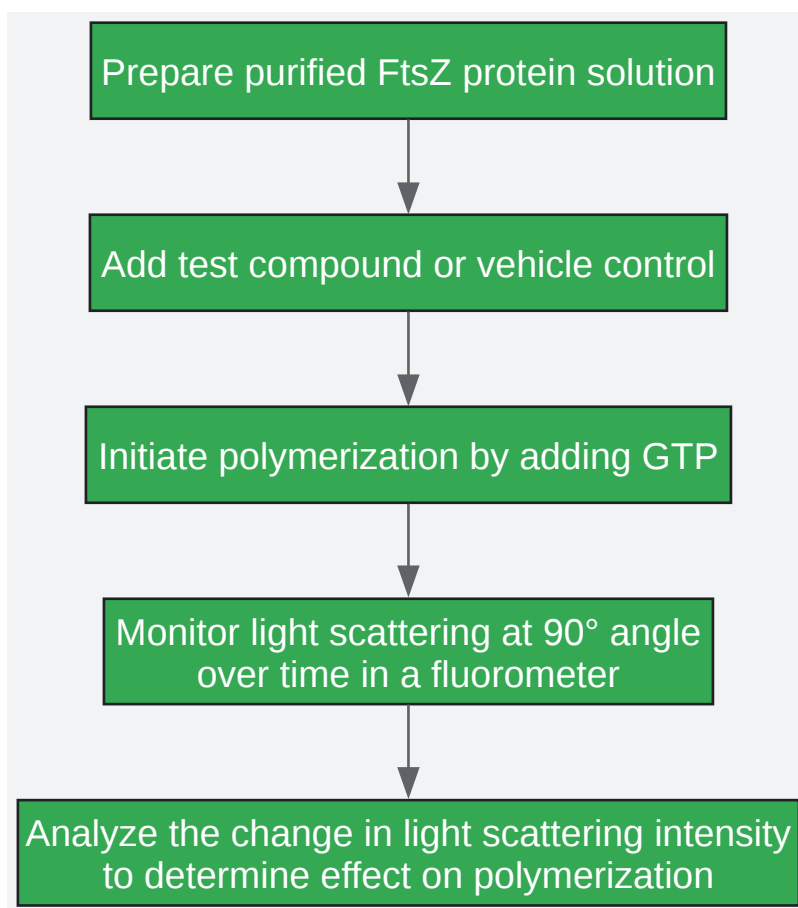 Prepare purified FtsZ protein solution
Add test compound or vehicle control
Initiate polymerization by adding GTP
Monitor light scattering at 90° angle
over time in a fluorometer
Analyze the change in light scattering intensity
to determine effect on polymerization